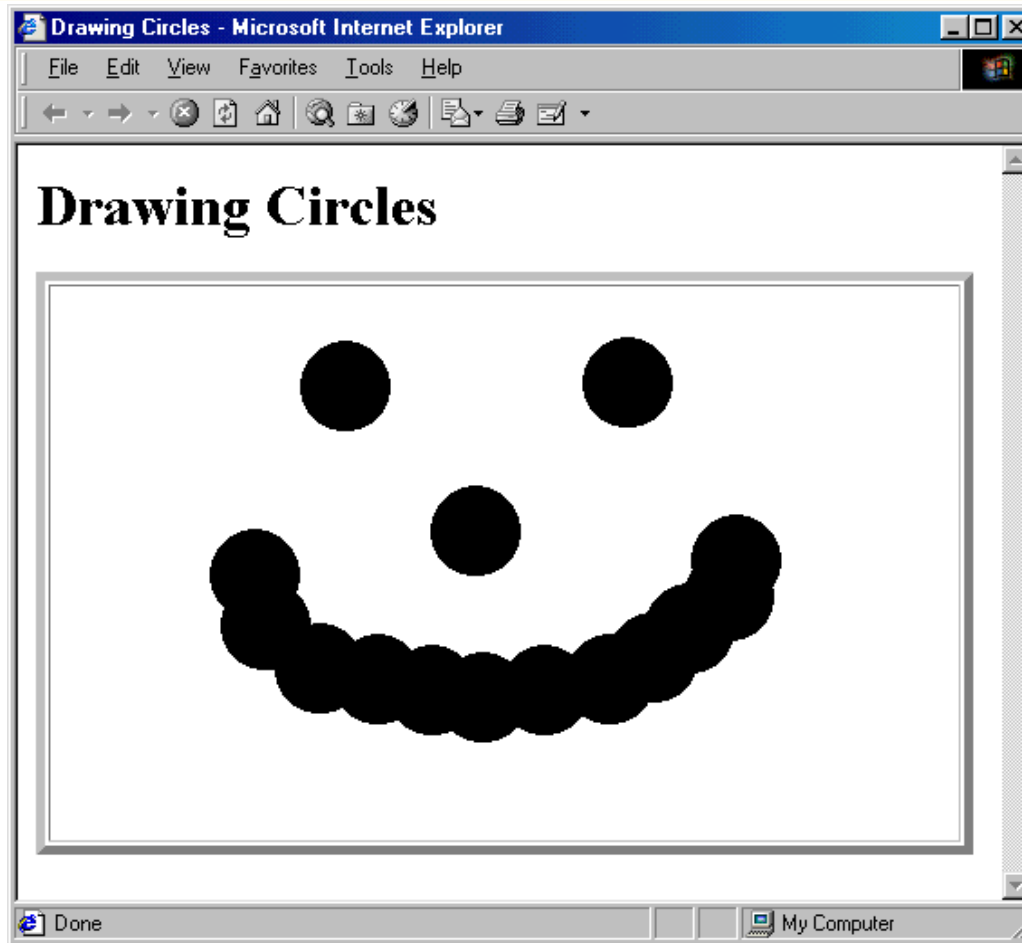 Drawing Circles - Microsoft Internet Explorer
File Edit View Favorites Tools Help
Drawing Circles
Done My Computer